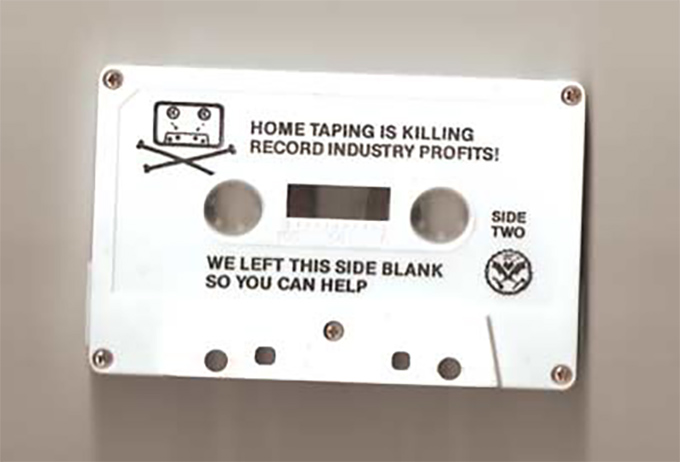 HOME TAPING IS KILLING
RECORD INDUSTRY PROFITS!
SIDE
TWO
WE LEFT THIS SIDE BLANK
SO YOU CAN HELP